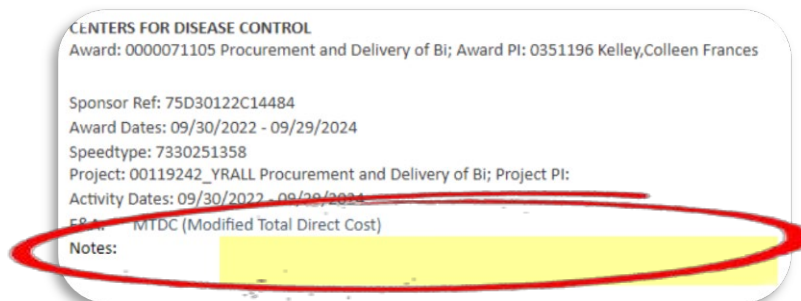 CENTERS FOR DISEASE CONTROL
Award: 0000071105 Procurement and Delivery of Bi; Award PI: 0351196 Kelley,Colleen Frances
Sponsor Ref: 75D30122C14484
Award Dates: 09/30/2022 - 09/29/2024
Speedtype: 7330251358
Project: 00119242_YRALL Procurement and Delivery of Bi; Project PI:
Activity Dates: 09/30/2022 - 09/29/2024
F&A: MTDC (Modified Total Direct Cost)
Notes: